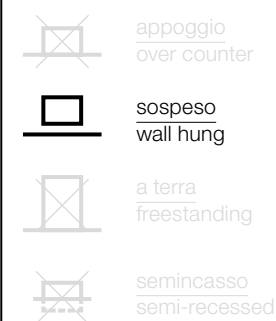 appoggio
over counter
sospeso
wall hung
a terra
freestanding
semincasso
semi-recessed